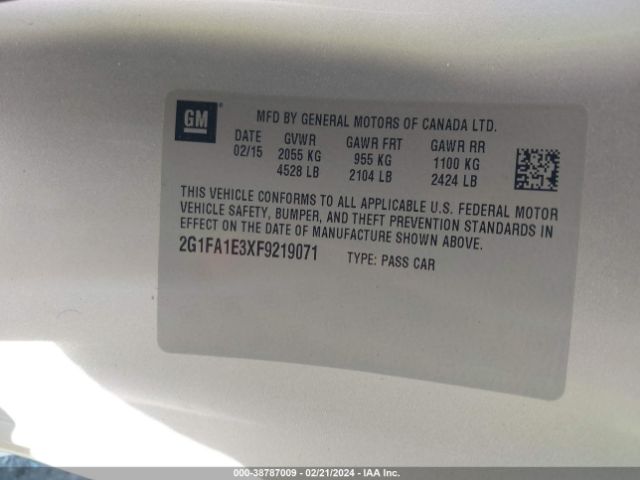 GM ®
MFD BY GENERAL MOTORS OF CANADA LTD.
DATE GVWR GAWR FRT GAWR RR
02/15 2055 KG 955 KG 1100 KG
4528 LB 2104 LB 2424 LB
THIS VEHICLE CONFORMS TO ALL APPLICABLE U.S. FEDERAL MOTOR
VEHICLE SAFETY, BUMPER, AND THEFT PREVENTION STANDARDS IN
EFFECT ON THE DATE OF MANUFACTURE SHOWN ABOVE.
2G1FA1E3XF9219071 TYPE: PASS CAR
© - 38787009 - 02/21/2024 - IAA Inc.